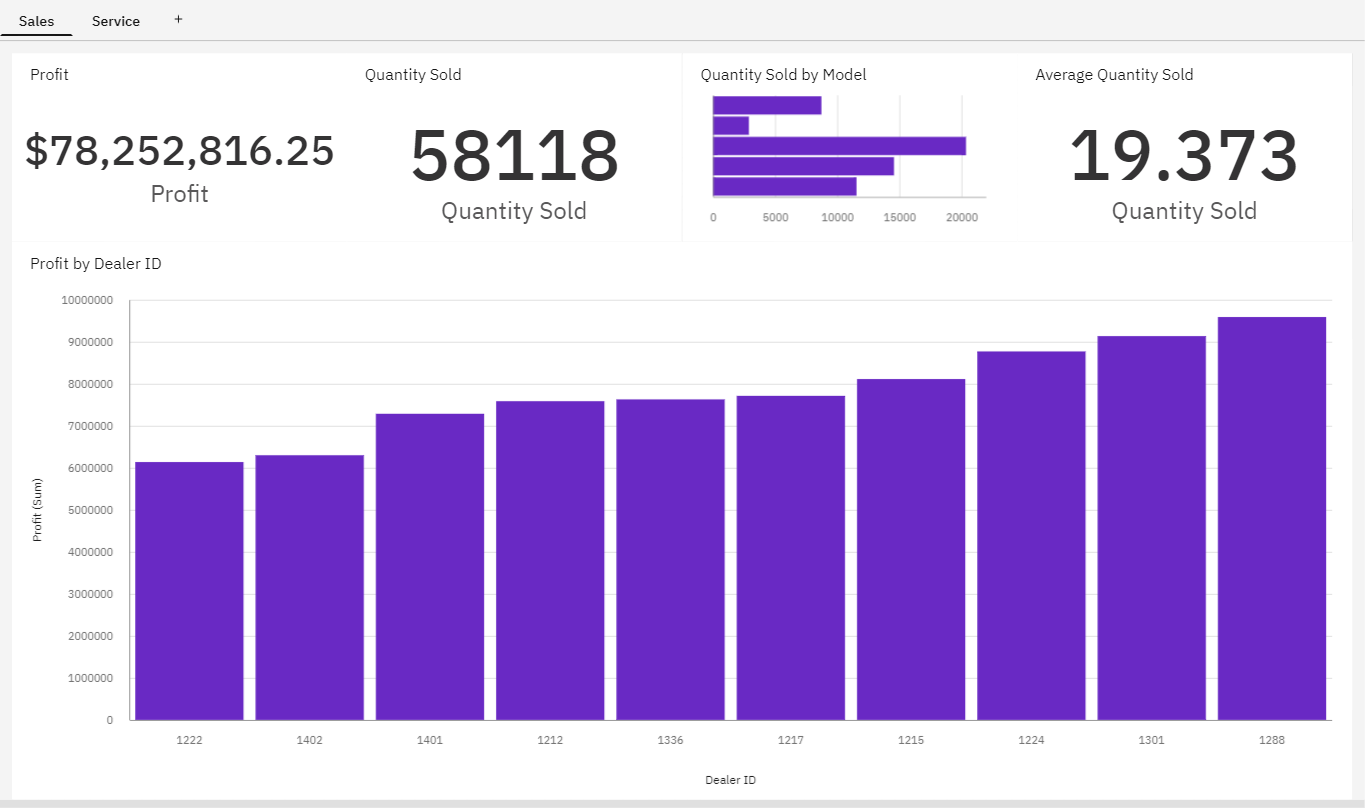 Sales Service +
Profit
$78,252,816.25
Profit
Quantity Sold
58118
Quantity Sold
Quantity Sold by Model
0 5000 10000 15000 20000
Average Quantity Sold
19.373
Quantity Sold
Profit by Dealer ID
Profit (Sum)
10000000
9000000
8000000
7000000
6000000
5000000
4000000
3000000
2000000
1000000
0
1222 1402 1401 1212 1336 1217 1215 1224 1301 1288
Dealer ID